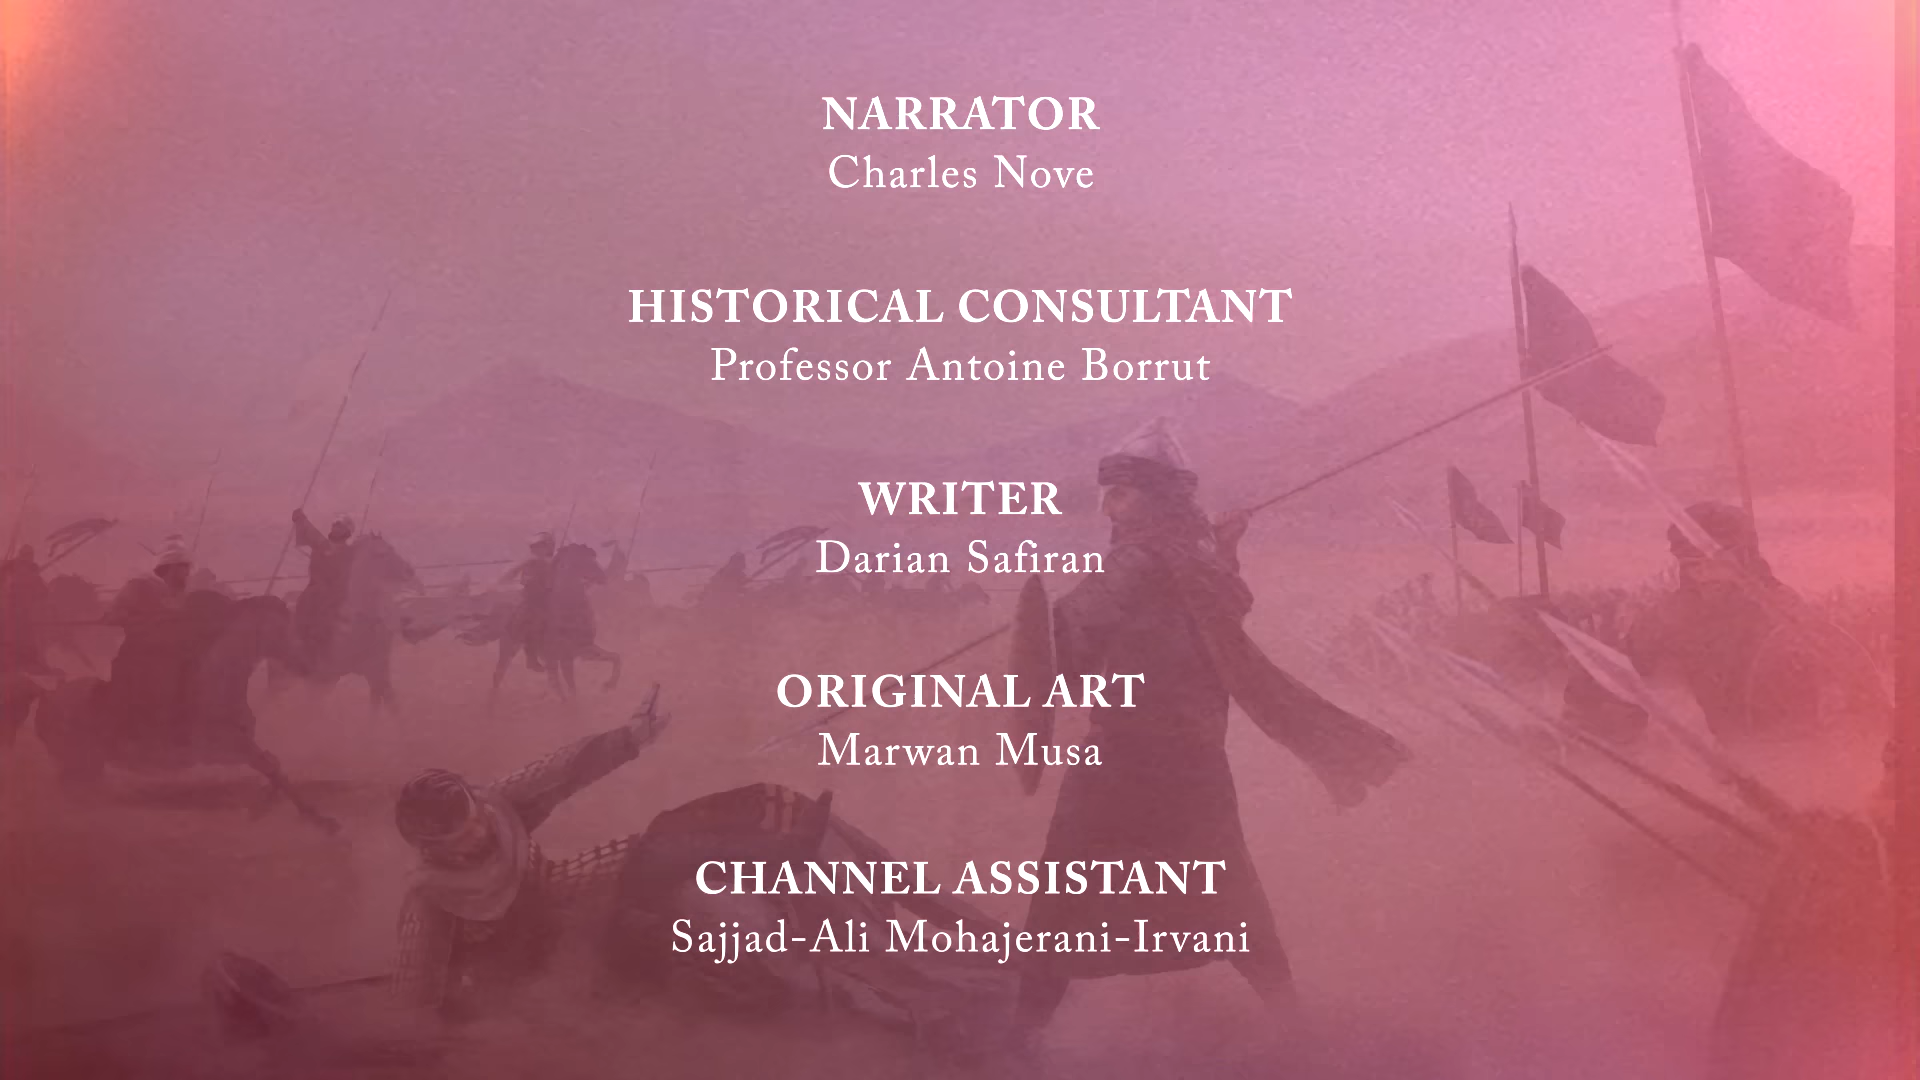 NARRATOR
Charles Nove
HISTORICAL CONSULTANT
Professor Antoine Borrut
WRITER
Darian Safiran
ORIGINAL ART
Marwan Musa
CHANNEL ASSISTANT
Sajjad-Ali Mohajerani-Irvani